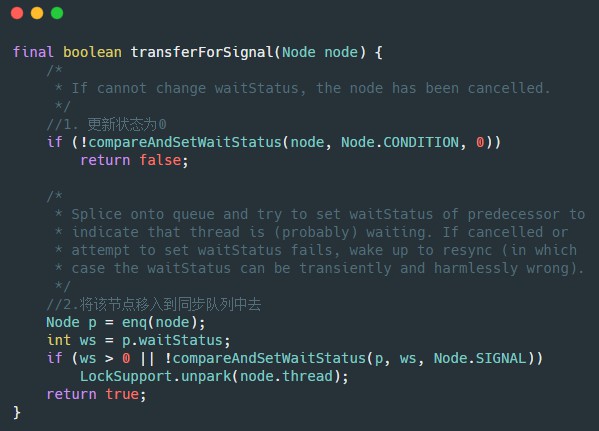 final boolean transferForSignal(Node node) {
    /*
     * If cannot change waitStatus, the node has been cancelled.
     */
    //1. 更新状态为0
    if (!compareAndSetWaitStatus(node, Node.CONDITION, 0))
        return false;

    /*
     * Splice onto queue and try to set waitStatus of predecessor to
     * indicate that thread is (probably) waiting. If cancelled or
     * attempt to set waitStatus fails, wake up to resync (in which
     * case the waitStatus can be transiently and harmlessly wrong).
     */
    //2.将该节点移入到同步队列中去
    Node p = enq(node);
    int ws = p.waitStatus;
    if (ws > 0 || !compareAndSetWaitStatus(p, ws, Node.SIGNAL))
        LockSupport.unpark(node.thread);
    return true;
}